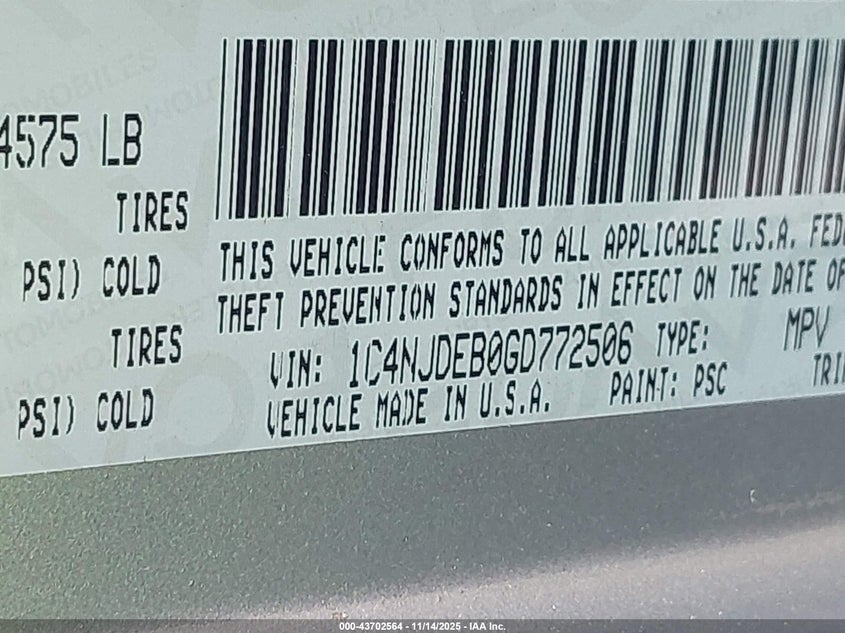 4575 LB
TIRES
PSI) COLD
TIRES
PSI) COLD
THIS VEHICLE CONFORMS TO ALL APPLICABLE U.S.A. FEDE
THEFT PREVENTION STANDARDS IN EFFECT ON THE DATE OF
VIN: 1C4NJDEB0GD772506 TYPE: MPV
VEHICLE MADE IN U.S.A. PAINT: PSC TRI
000-43702564 - 11/14/2025 - IAA Inc.